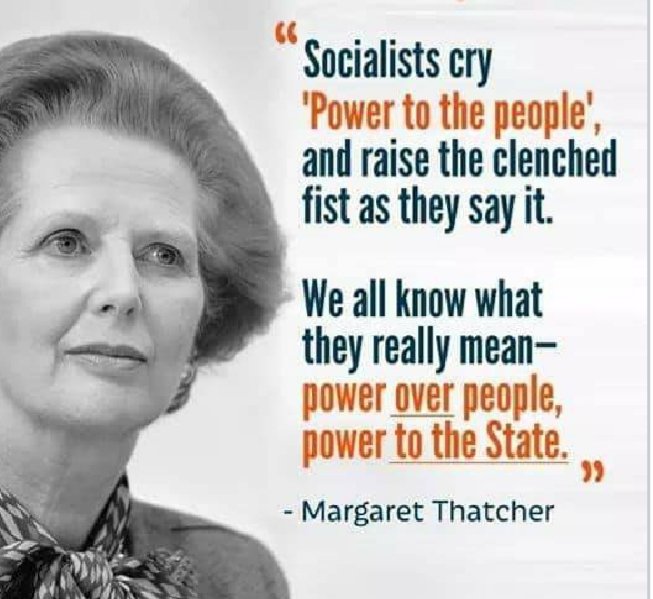 “Socialists cry
'Power to the people',
and raise the clenched
fist as they say it.
We all know what
they really mean–
power over people,
power to the State.”
- Margaret Thatcher